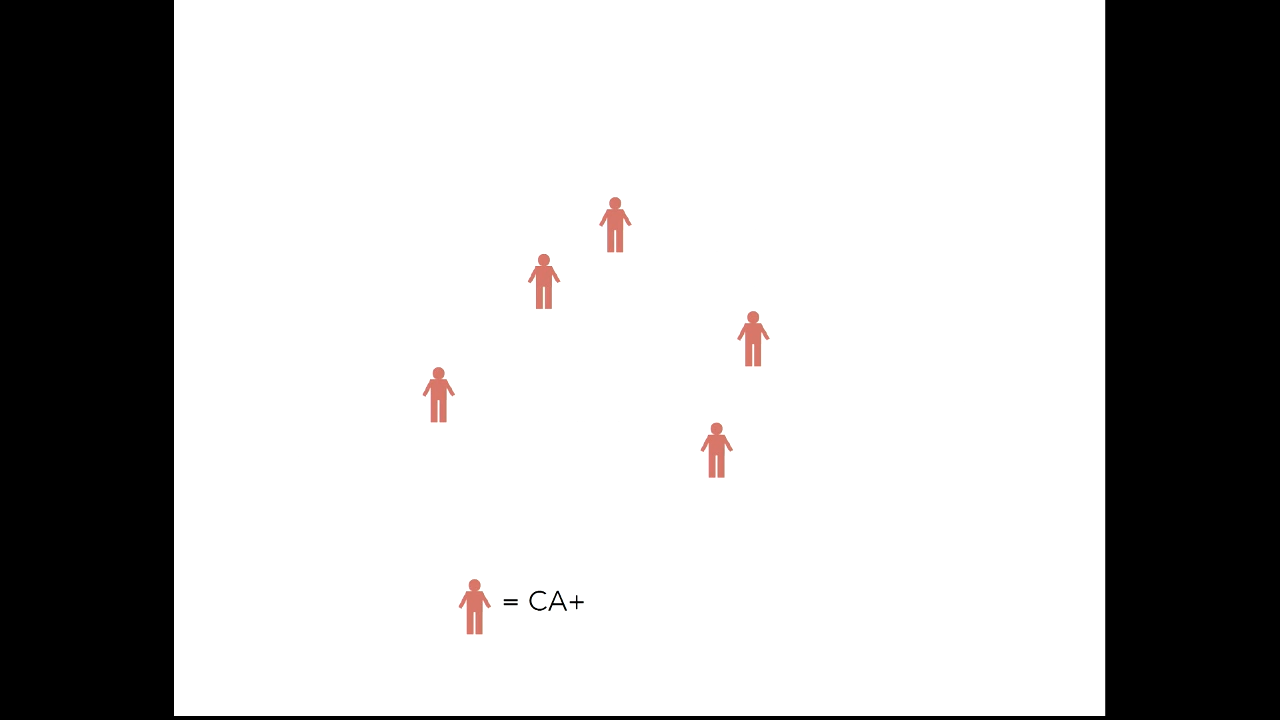 = CA+